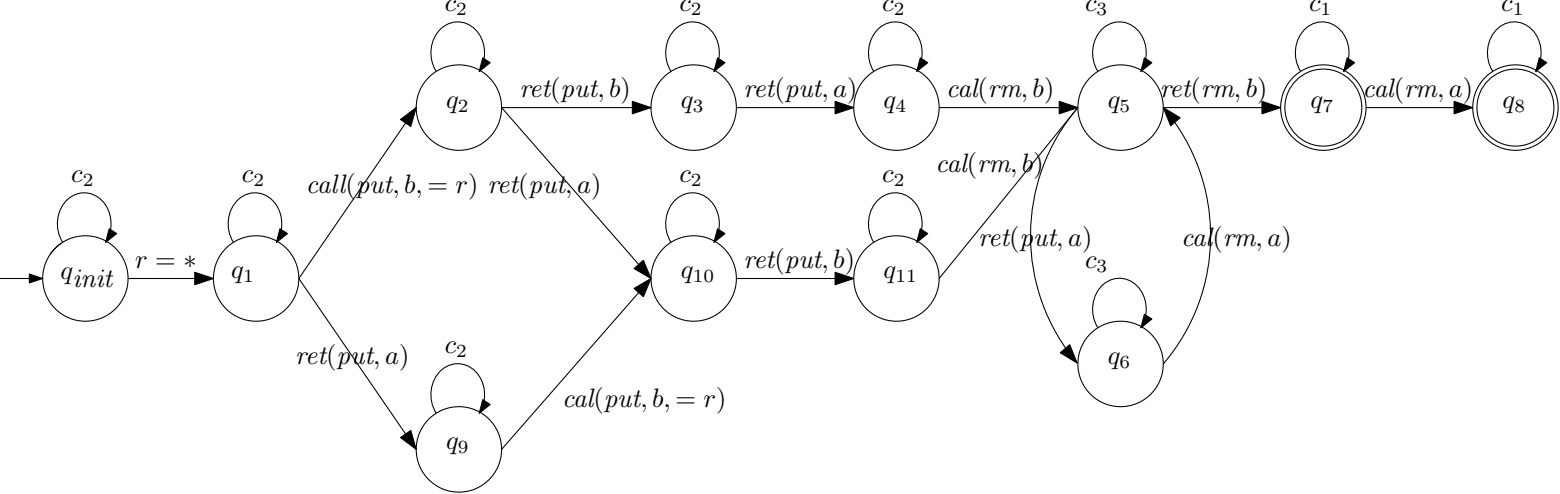 c₂ c₂ c₂ c₃ c₁ c₁
q₂ ret(put, b) q₃ ret(put, a) q₄ cal(rm, b) q₅ ret(rm, b) q₇ cal(rm, a) q₈
cal(rm, b)
c₂ c₂ call(put, b, = r) ret(put, a) c₂ c₂
ret(put, a) cal(rm, a)
q_init r = ∗ q₁ q₁₀ ret(put, b) q₁₁ c₃
ret(put, a) c₂ q₆
cal(put, b, = r)
q₉